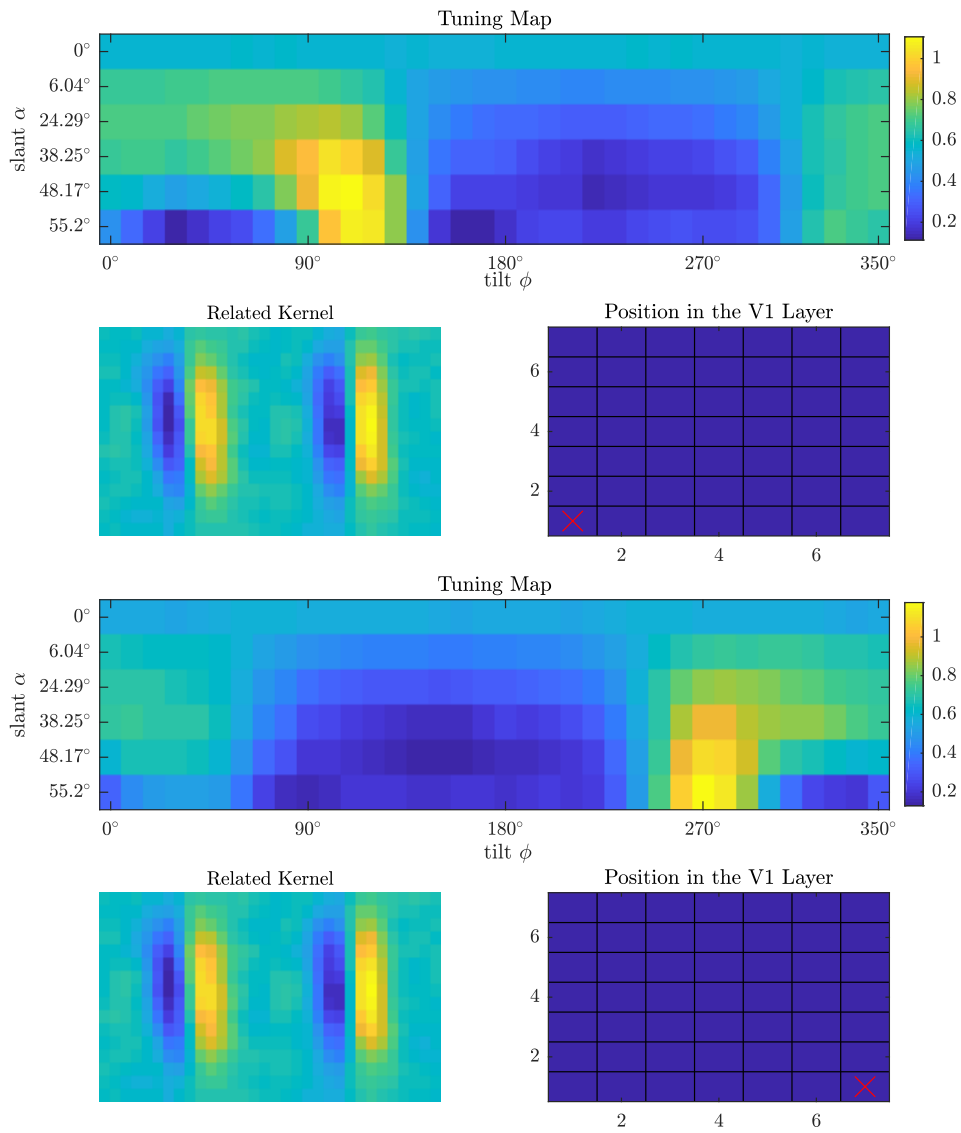 Tuning Map
slant α
0°
6.04°
24.29°
38.25°
48.17°
55.2°
0° 90° 180° 270° 350°
tilt ϕ
1
0.8
0.6
0.4
0.2
Related Kernel
Position in the V1 Layer
6
4
2
2 4 6
Tuning Map
slant α
0°
6.04°
24.29°
38.25°
48.17°
55.2°
0° 90° 180° 270° 350°
tilt ϕ
1
0.8
0.6
0.4
0.2
Related Kernel
Position in the V1 Layer
6
4
2
2 4 6